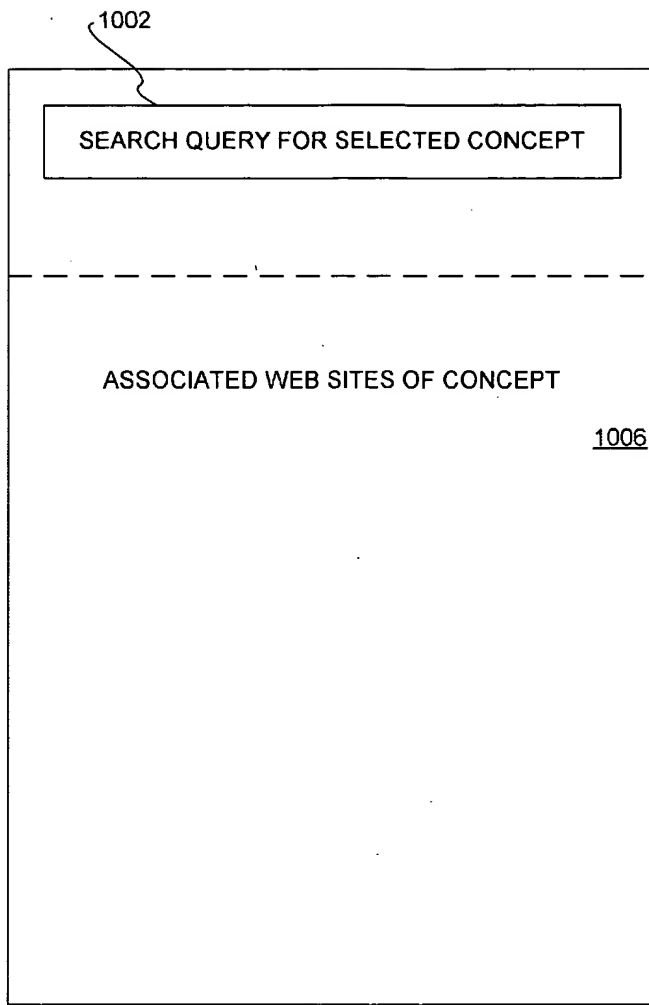 1002
SEARCH QUERY FOR SELECTED CONCEPT
ASSOCIATED WEB SITES OF CONCEPT
1006